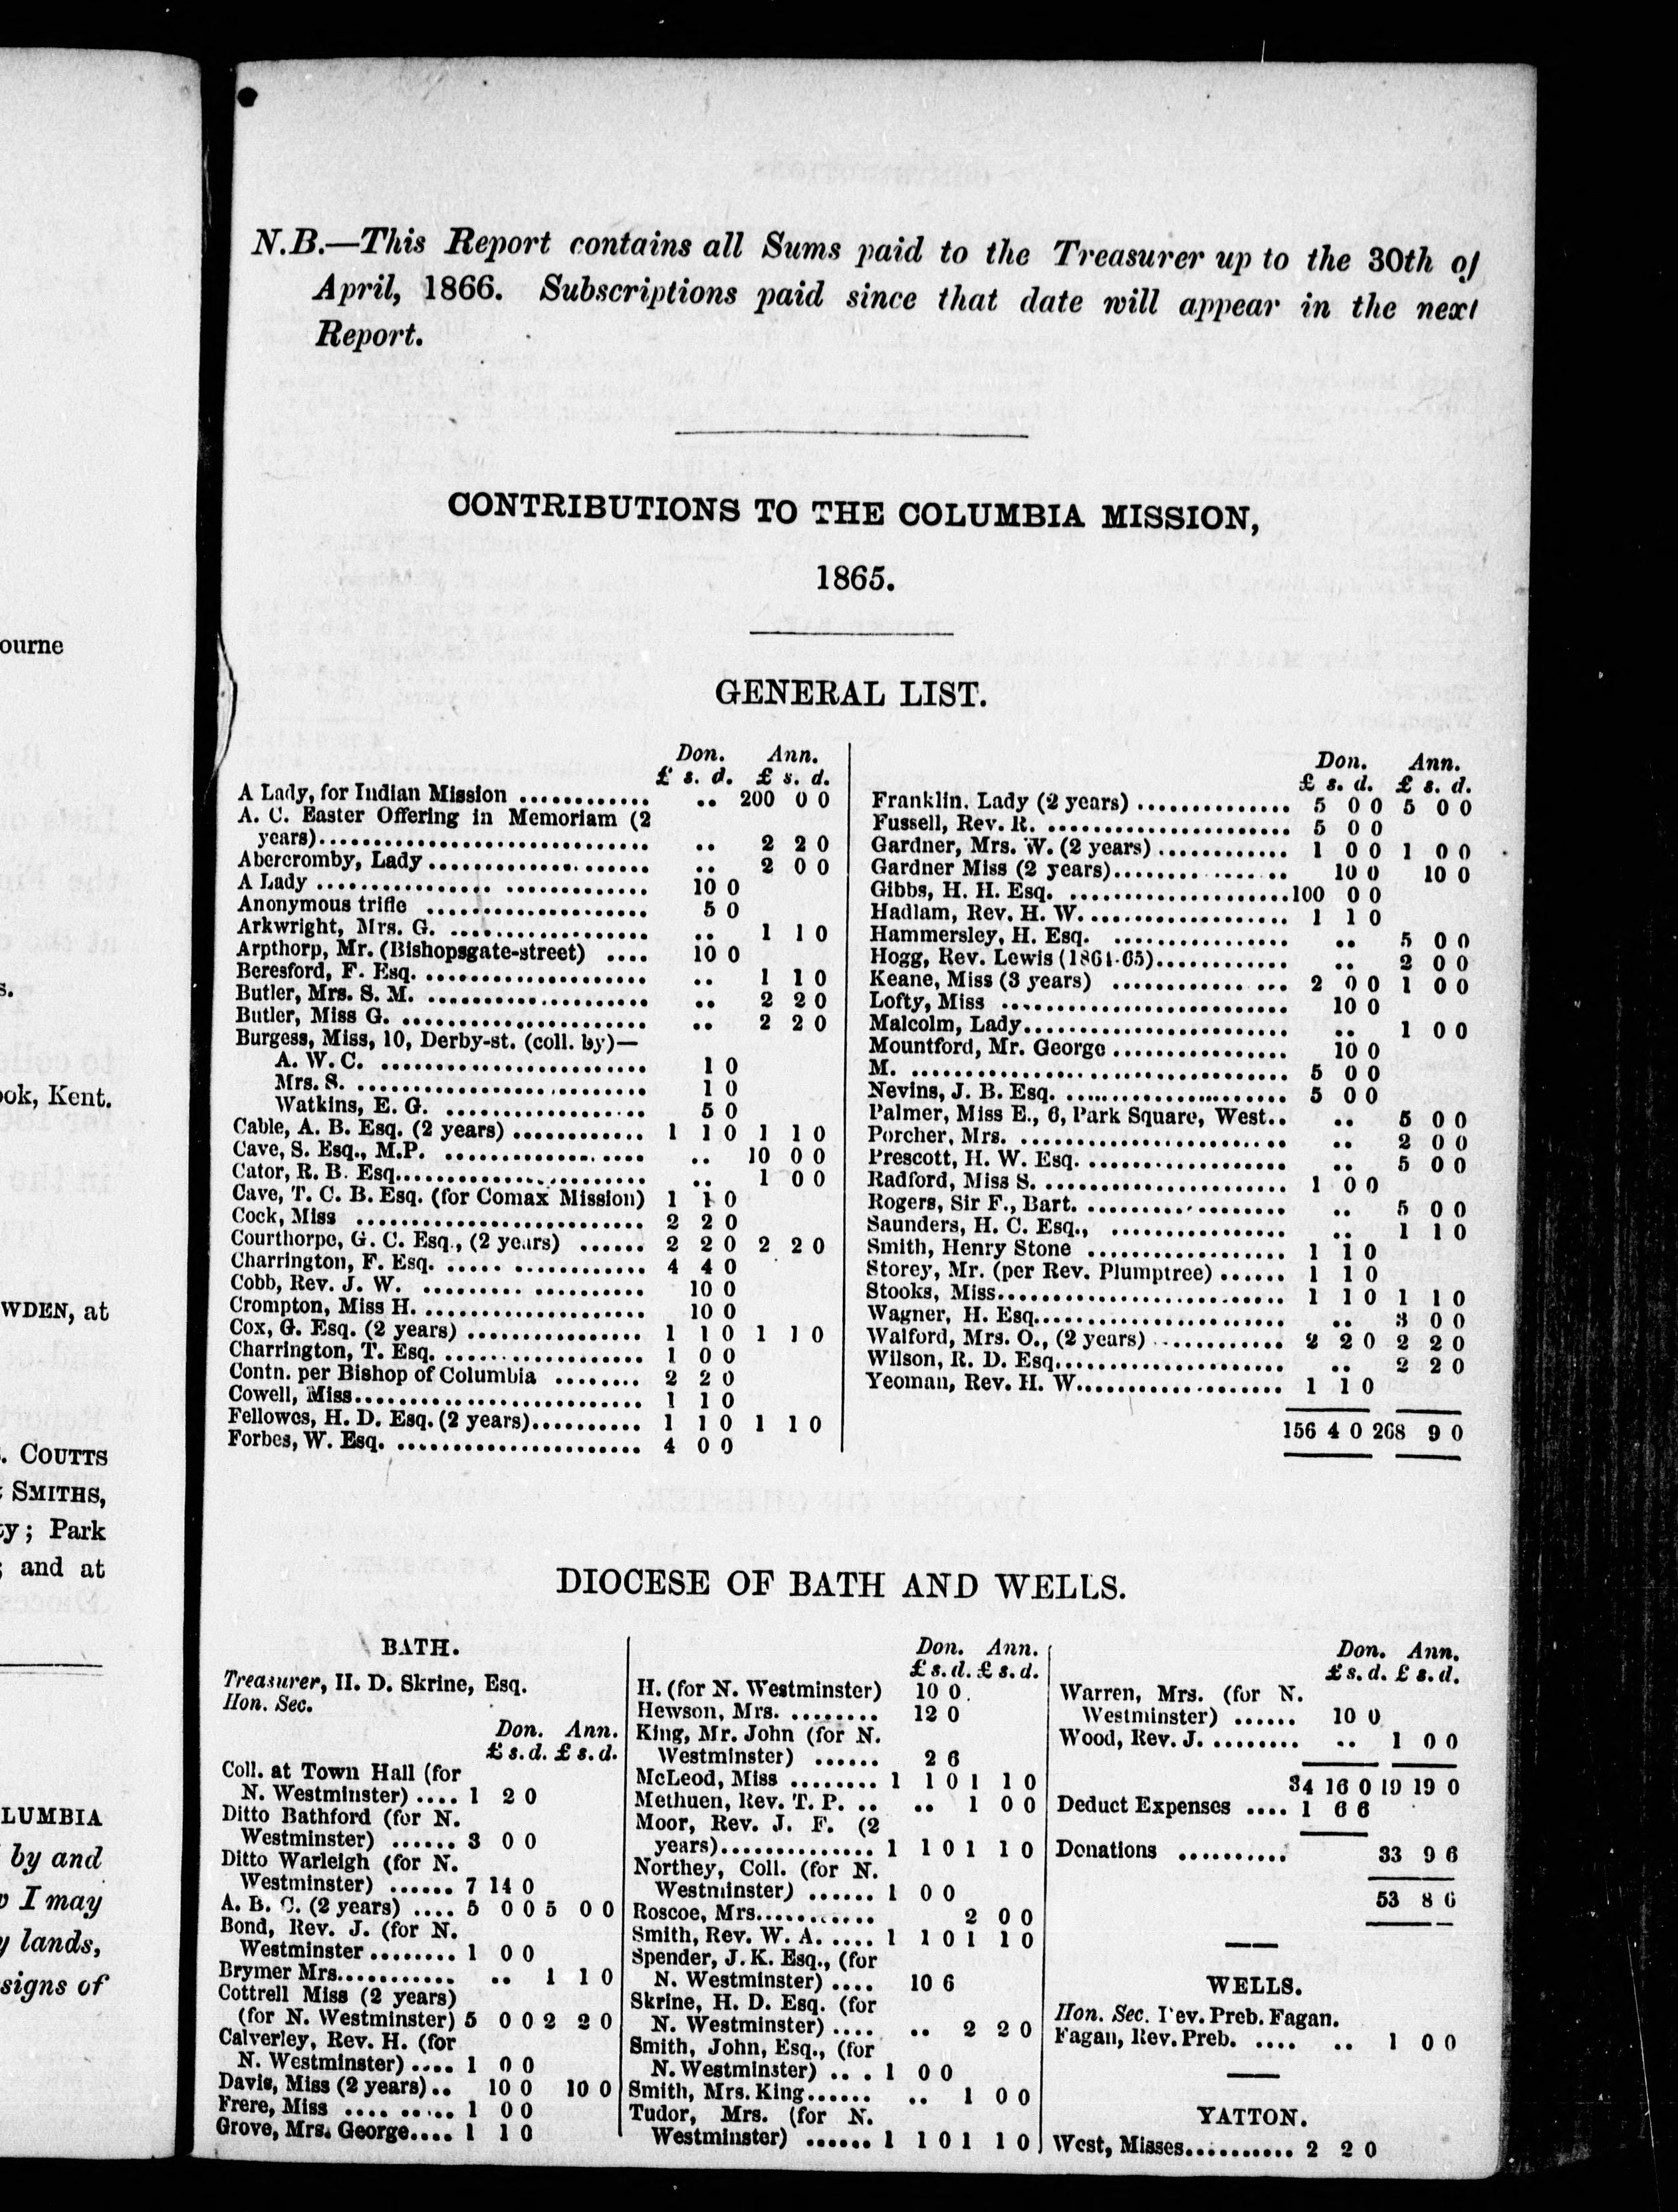 ourne
s.
ook, Kent.
WDEN, at
. COUTTS
SMITHS,
ty; Park
; and at
LUMBIA
by and
I may
lands,
signs of
N.B.—This Report contains all Sums paid to the Treasurer up to the 30th of
April, 1866. Subscriptions paid since that date will appear in the next
Report.
CONTRIBUTIONS TO THE COLUMBIA MISSION,
1865.
GENERAL LIST.
Don. Ann.
£ s. d. £ s. d.
A Lady, for Indian Mission ............ .. 200 0 0
A. C. Easter Offering in Memoriam (2
years).............................. .. 2 2 0
Abercromby, Lady .................... .. 2 0 0
A Lady ............................. 10 0
Anonymous trifle .................... 5 0
Arkwright, Mrs. G. .................. .. 1 1 0
Arpthorp, Mr. (Bishopsgate-street) .... 10 0
Beresford, F. Esq. .................... .. 1 1 0
Butler, Mrs. S. M. .................... .. 2 2 0
Butler, Miss G. ...................... .. 2 2 0
Burgess, Miss, 10, Derby-st. (coll. by)—
A. W. C. ........................ 1 0
Mrs. S. .......................... 1 0
Watkins, E. G. .................. 5 0
Cable, A. B. Esq. (2 years) ............ 1 1 0 1 1 0
Cave, S. Esq., M.P. .................. .. 10 0 0
Cator, R. B. Esq...................... .. 1 0 0
Cave, T. C. B. Esq. (for Comax Mission) 1 1 0
Cock, Miss .......................... 2 2 0
Courthorpe, G. C. Esq., (2 years) ...... 2 2 0 2 2 0
Charrington, F. Esq. .................. 4 4 0
Cobb, Rev. J. W. .................... 10 0
Crompton, Miss H. .................... 10 0
Cox, G. Esq. (2 years) ................ 1 1 0 1 1 0
Charrington, T. Esq. .................. 1 0 0
Contn. per Bishop of Columbia ........ 2 2 0
Cowell, Miss.......................... 1 1 0
Fellowes, H. D. Esq. (2 years).......... 1 1 0 1 1 0
Forbes, W. Esq. ...................... 4 0 0
Don. Ann.
£ s. d. £ s. d.
Franklin, Lady (2 years) .............. 5 0 0 5 0 0
Fussell, Rev. R. ...................... 5 0 0
Gardner, Mrs. W. (2 years) ............ 1 0 0 1 0 0
Gardner Miss (2 years)................ 10 0 10 0
Gibbs, H. H. Esq. .................... 100 0 0
Hadlam, Rev. H. W. .................. 1 1 0
Hammersley, H. Esq. ................ .. 5 0 0
Hogg, Rev. Lewis (1861-65)............ .. 2 0 0
Keane, Miss (3 years) ................ 2 0 0 1 0 0
Lofty, Miss .......................... 10 0
Malcolm, Lady........................ .. 1 0 0
Mountford, Mr. George ................ 10 0
M. .................................. 5 0 0
Nevins, J. B. Esq. .................... 5 0 0
Palmer, Miss E., 6, Park Square, West.. .. 5 0 0
Porcher, Mrs. ........................ .. 2 0 0
Prescott, H. W. Esq. .................. .. 5 0 0
Radford, Miss S. ...................... 1 0 0
Rogers, Sir F., Bart. .................. .. 5 0 0
Saunders, H. C. Esq., ................ .. 1 1 0
Smith, Henry Stone .................. 1 1 0
Storey, Mr. (per Rev. Plumptree) ...... 1 1 0
Stooks, Miss.......................... 1 1 0 1 1 0
Wagner, H. Esq....................... .. 3 0 0
Walford, Mrs. O., (2 years) ............ 2 2 0 2 2 0
Wilson, R. D. Esq..................... .. 2 2 0
Yeoman, Rev. H. W.................... 1 1 0
156 4 0 268 9 0
DIOCESE OF BATH AND WELLS.
BATH.
Treasurer, H. D. Skrine, Esq.
Hon. Sec.
Don. Ann.
£ s. d. £ s. d.
Coll. at Town Hall (for
N. Westminster) .... 1 2 0
Ditto Bathford (for N.
Westminster) ...... 3 0 0
Ditto Warleigh (for N.
Westminster) ...... 7 14 0
A. B. C. (2 years) .... 5 0 0 5 0 0
Bond, Rev. J. (for N.
Westminster ........ 1 0 0
Brymer Mrs........... .. 1 1 0
Cottrell Miss (2 years)
(for N. Westminster) 5 0 0 2 2 0
Calverley, Rev. H. (for
N. Westminster) .... 1 0 0
Davis, Miss (2 years) .. 10 0 10 0
Frere, Miss .... ..... 1 0 0
Grove, Mrs. George.... 1 1 0
Don. Ann.
£ s. d. £ s. d.
H. (for N. Westminster) 10 0
Hewson, Mrs. ........ 12 0
King, Mr. John (for N.
Westminster) ...... 2 6
McLeod, Miss ........ 1 1 0 1 1 0
Methuen, Rev. T. P. .. .. 1 0 0
Moor, Rev. J. F. (2
years).............. 1 1 0 1 1 0
Northey, Coll. (for N.
Westminster) ...... 1 0 0
Roscoe, Mrs........... 2 0 0
Smith, Rev. W. A. .... 1 1 0 1 1 0
Spender, J. K. Esq., (for
N. Westminster) .... 10 6
Skrine, H. D. Esq. (for
N. Westminster) .... .. 2 2 0
Smith, John, Esq., (for
N. Westminster) .. . 1 0 0
Smith, Mrs. King...... .. 1 0 0
Tudor, Mrs. (for N.
Westminster) ...... 1 1 0 1 1 0
Don. Ann.
£ s. d. £ s. d.
Warren, Mrs. (for N.
Westminster) ...... 10 0
Wood, Rev. J. ........ .. 1 0 0
34 16 0 19 19 0
Deduct Expenses .... 1 6 6
Donations .......... 33 9 6
53 8 6
WELLS.
Hon. Sec. Rev. Preb. Fagan.
Fagan, Rev. Preb. .... .. 1 0 0
YATTON.
West, Misses.......... 2 2 0